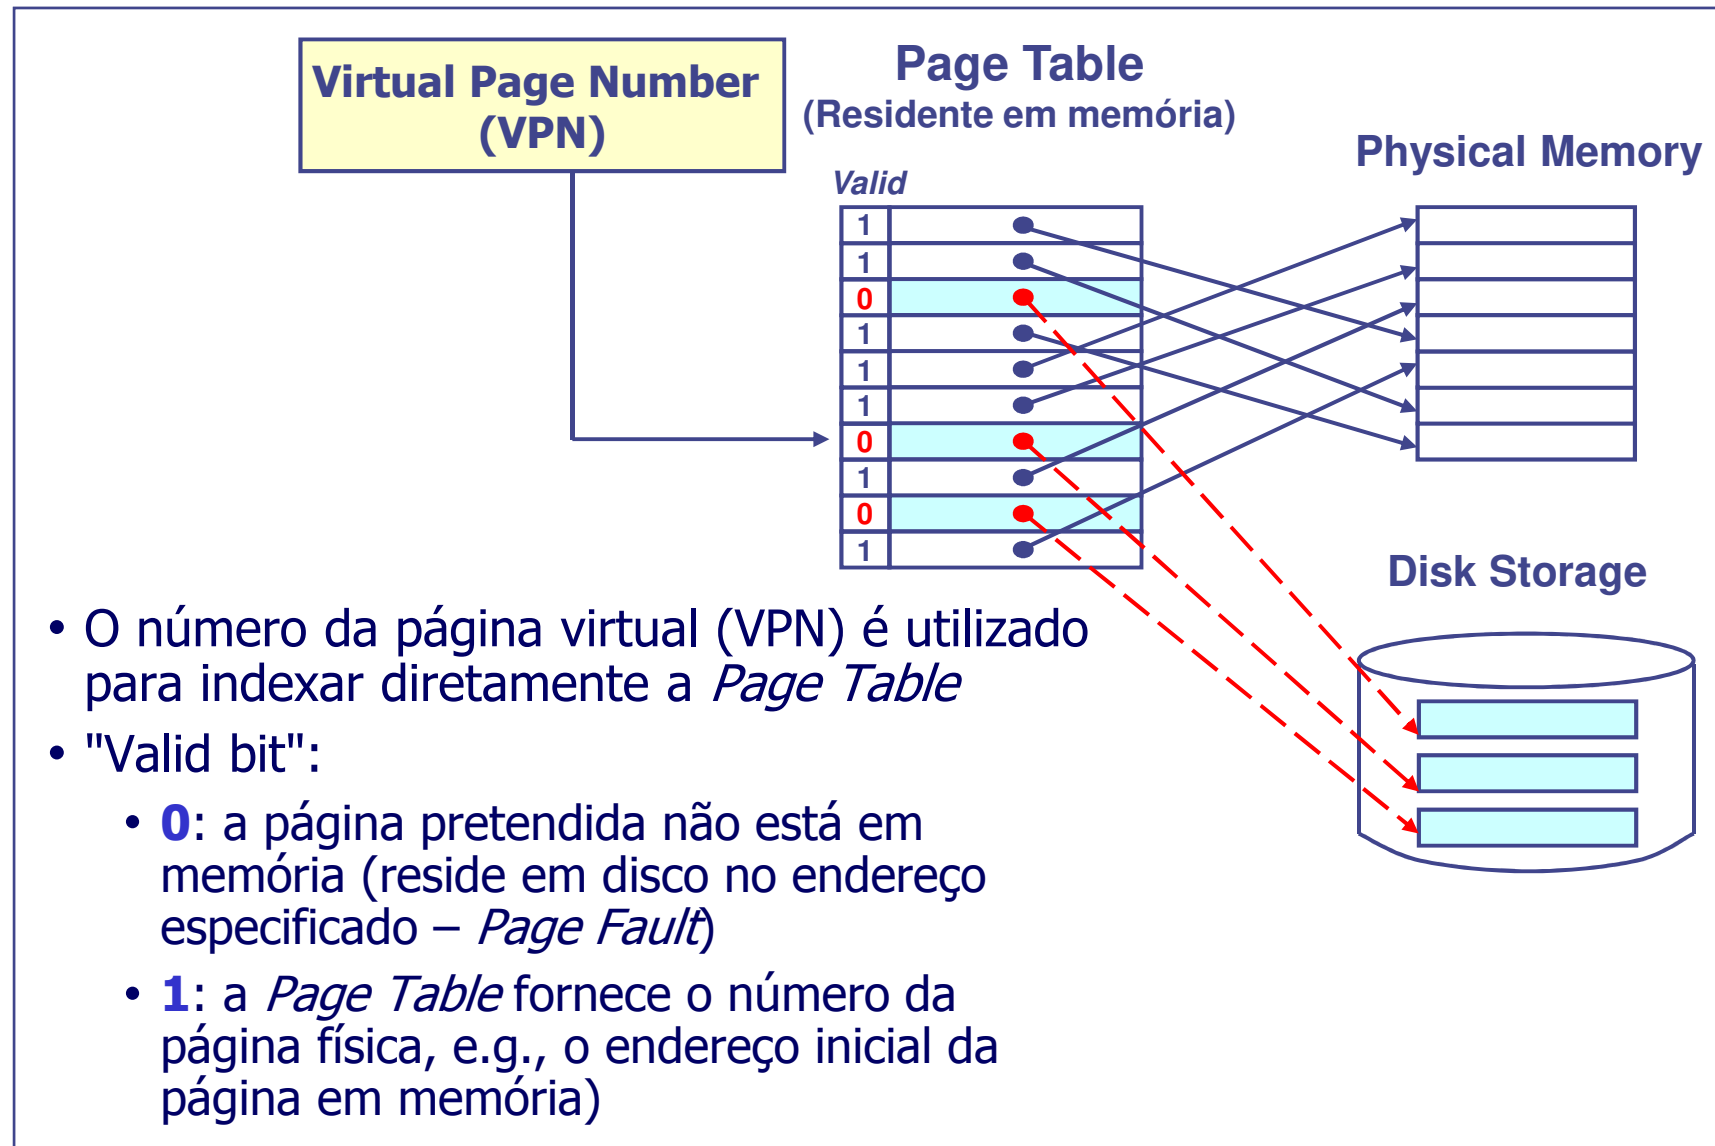 Virtual Page Number
(VPN)
Page Table
(Residente em memória)
Physical Memory
Valid
1
1
0
1
1
1
0
1
0
1
Disk Storage
• O número da página virtual (VPN) é utilizado
para indexar diretamente a Page Table
• "Valid bit":
• 0: a página pretendida não está em
memória (reside em disco no endereço
especificado – Page Fault)
• 1: a Page Table fornece o número da
página física, e.g., o endereço inicial da
página em memória)